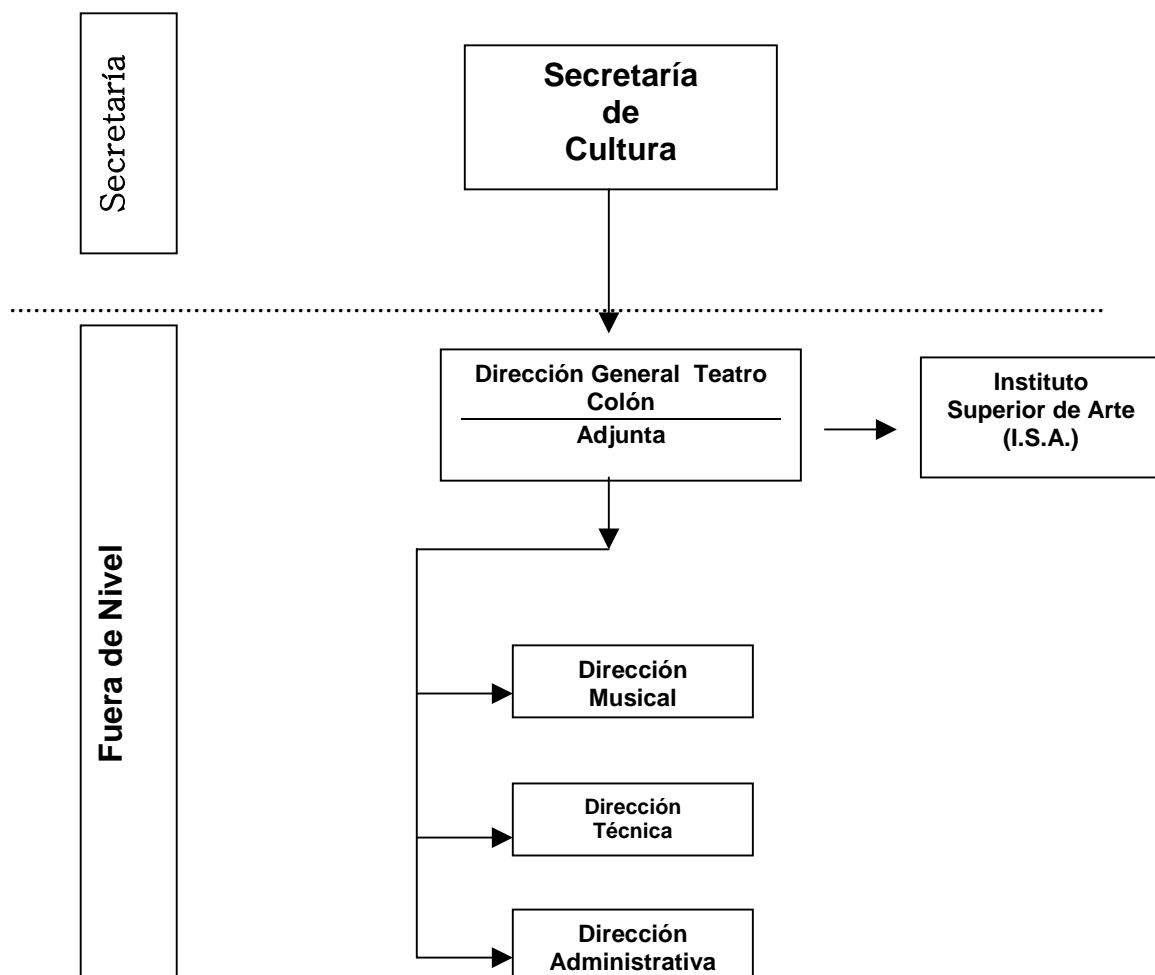 Secretaría
Secretaría
de
Cultura
Fuera de Nivel
Dirección General Teatro
Colón
Adjunta
Instituto
Superior de Arte
(I.S.A.)
Dirección
Musical
Dirección
Técnica
Dirección
Administrativa